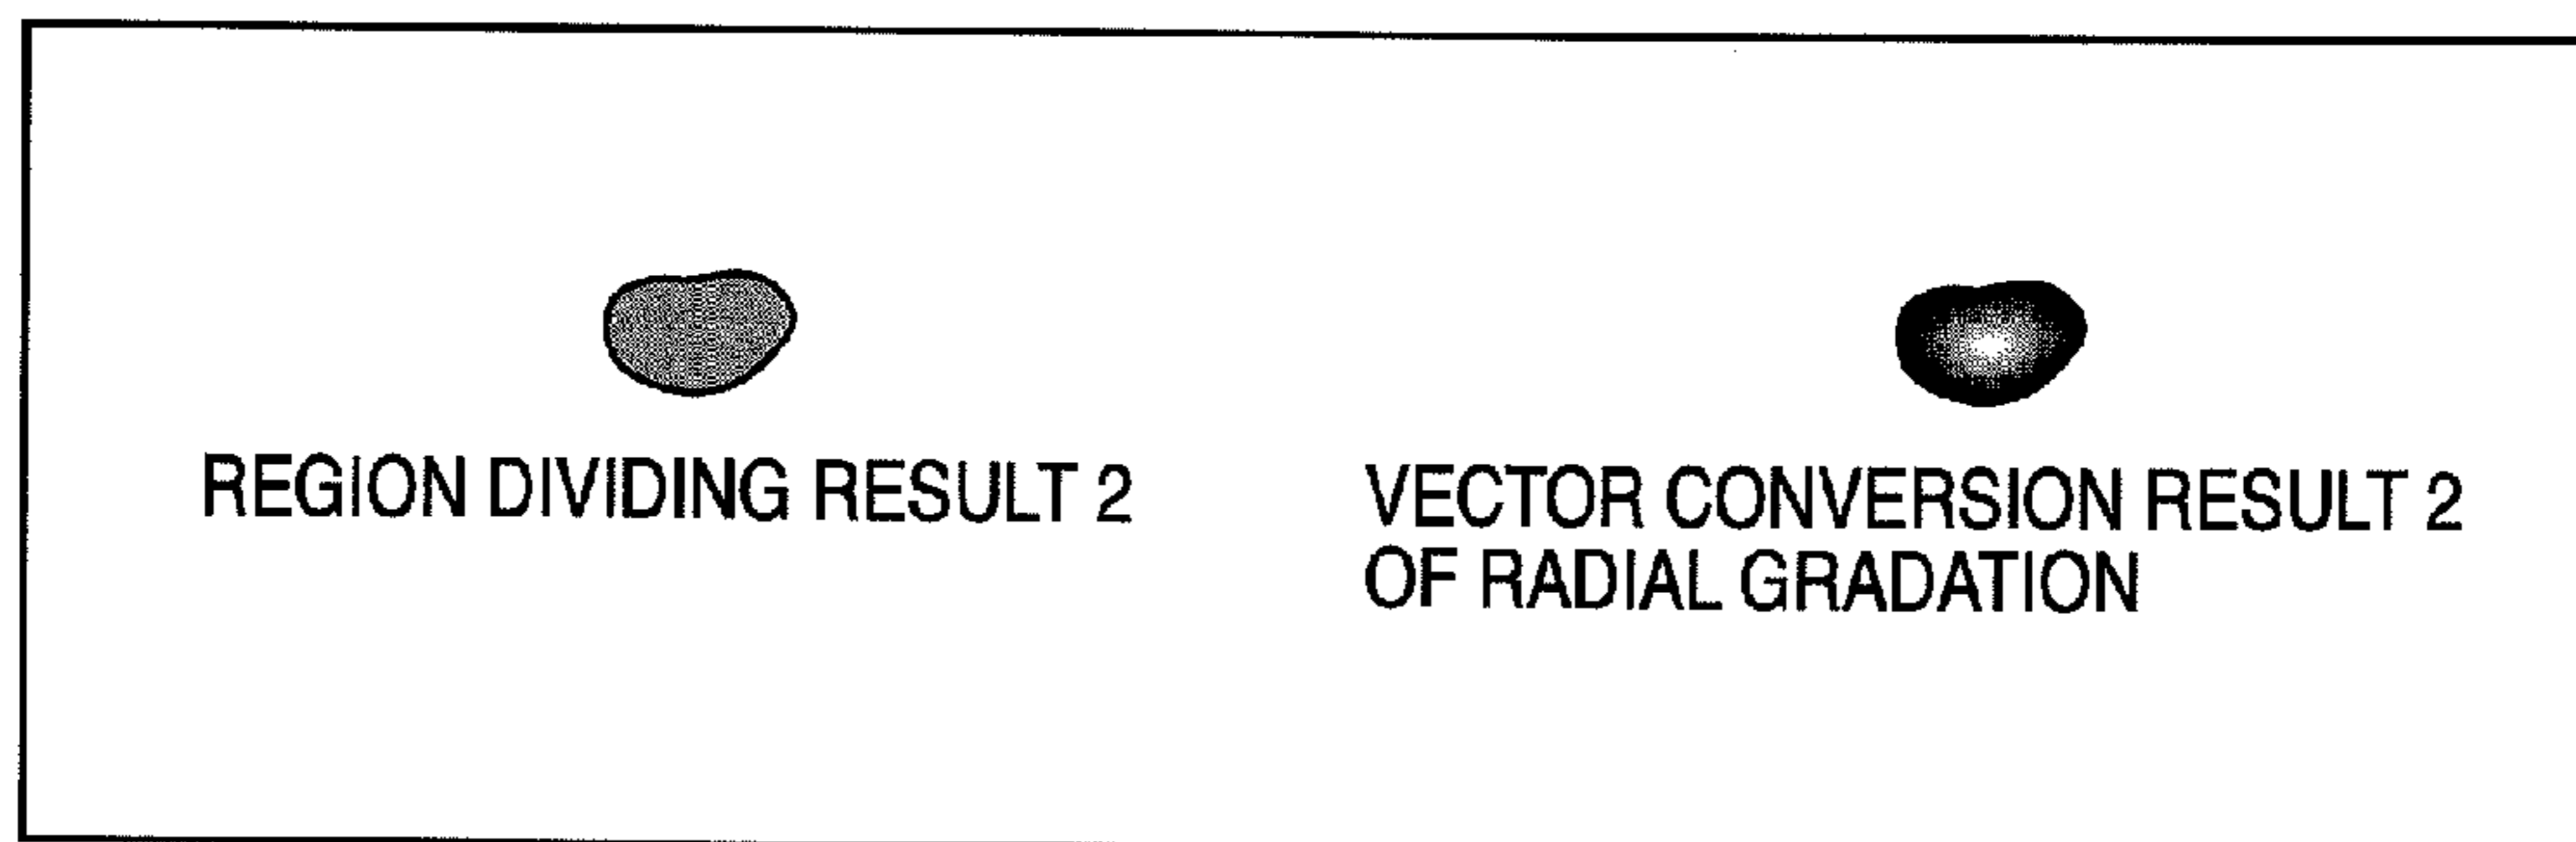 REGION DIVIDING RESULT 2
VECTOR CONVERSION RESULT 2
OF RADIAL GRADATION